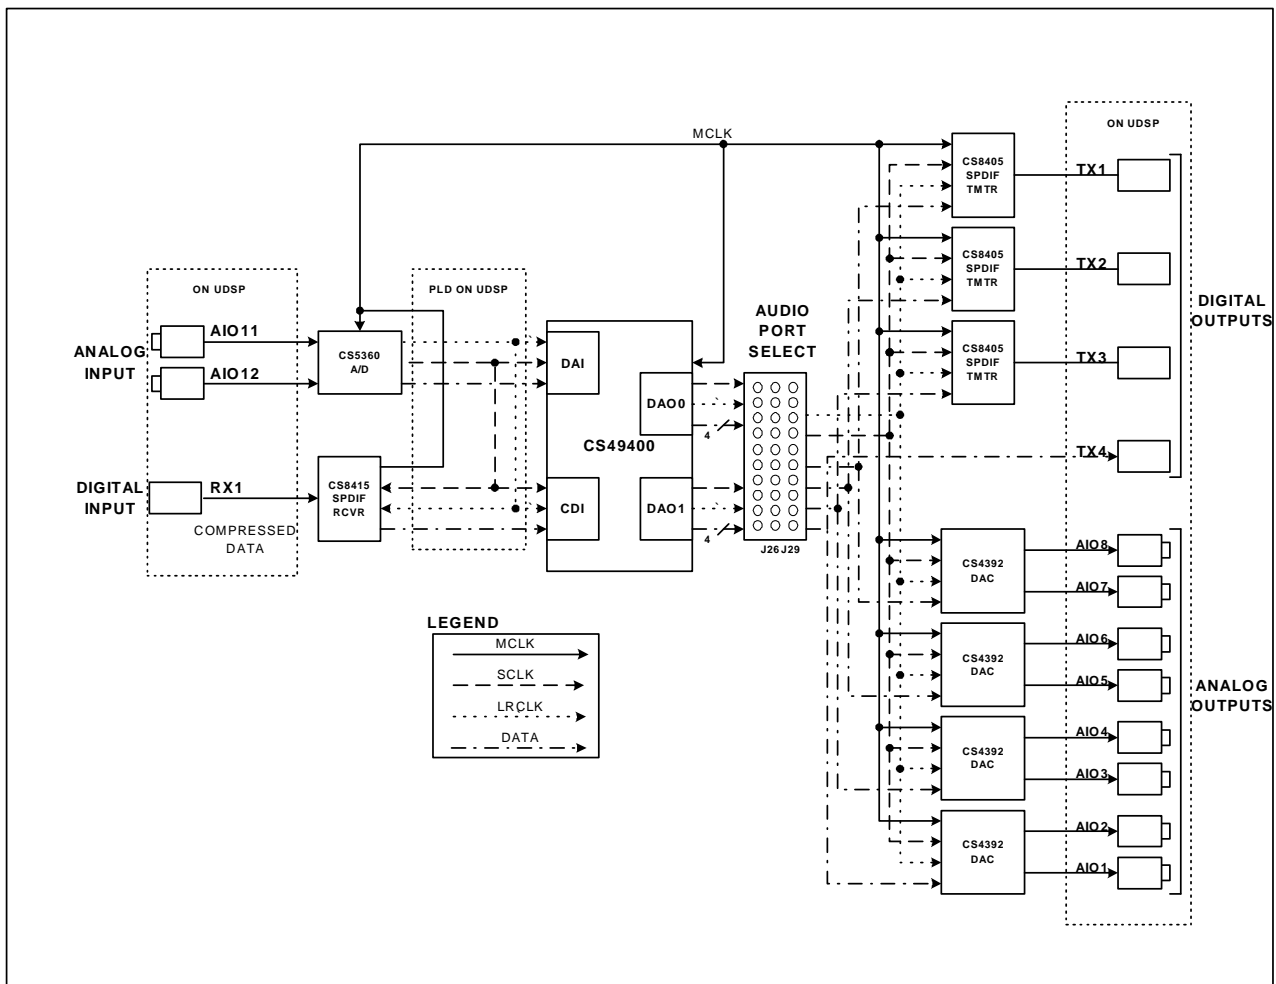 MCLK
ON UDSP
CS8405
SPDIF
TMTR
TX1
CS8405
SPDIF
TMTR
TX2
CS8405
SPDIF
TMTR
TX3
TX4
DIGITAL
OUTPUTS
ON UDSP
PLD ON UDSP
ANALOG
INPUT
AIO11
AIO12
CS5360
A/D
DAI
DAO0
4
CS49400
AUDIO
PORT
SELECT
DIGITAL
INPUT
RX1
COMPRESSED
DATA
CS8415
SPDIF
RCVR
CDI
DAO1
4
J26 J29
CS4392
DAC
AIO8
AIO7
CS4392
DAC
AIO6
AIO5
CS4392
DAC
AIO4
AIO3
CS4392
DAC
AIO2
AIO1
ANALOG
OUTPUTS
LEGEND
MCLK
SCLK
LRCLK
DATA